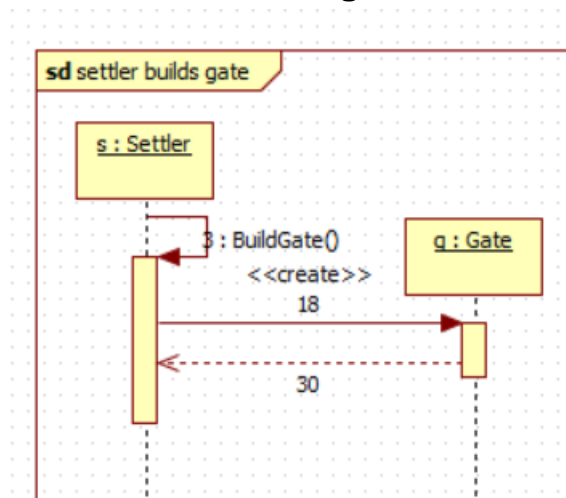 sd settler builds gate
s : Settler
3 : BuildGate()
g : Gate
<<create>>
18
30